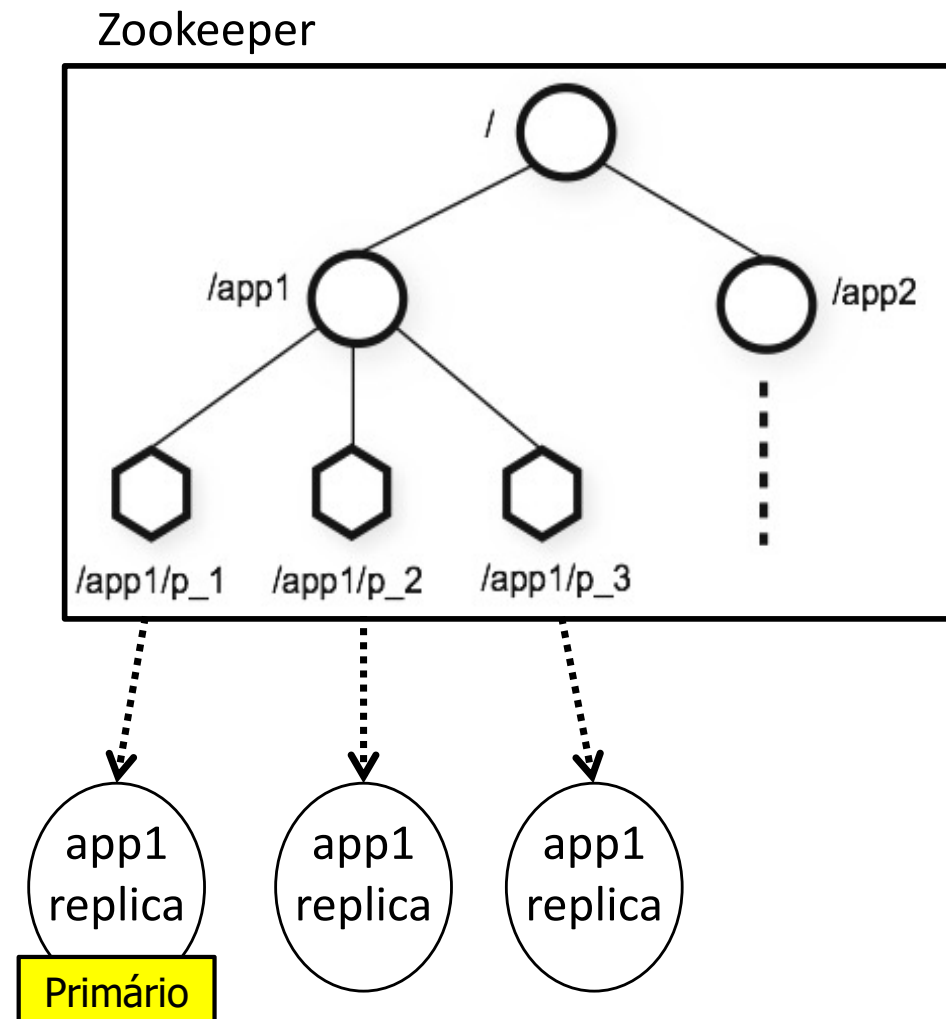 Zookeeper
/
/app1
/app2
/app1/p_1
/app1/p_2
/app1/p_3
app1
replica
app1
replica
app1
replica
Primário